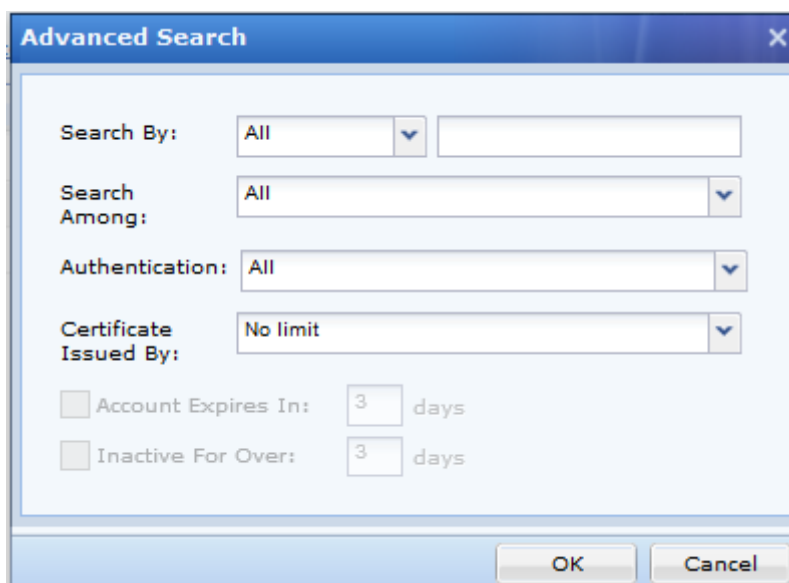 Advanced Search
Search By: All
Search All
Among:
Authentication: All
Certificate No limit
Issued By:
Account Expires In: 3 days
Inactive For Over: 3 days
OK Cancel